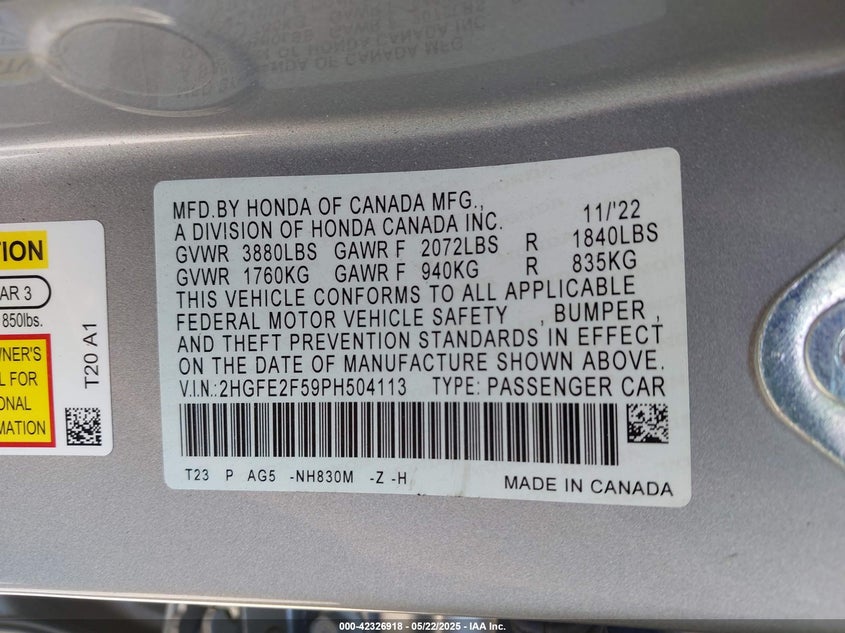 MFD.BY HONDA OF CANADA MFG.,
A DIVISION OF HONDA CANADA INC. 11/'22
GVWR 3880LBS GAWR F 2072LBS R 1840LBS
GVWR 1760KG GAWR F 940KG R 835KG
THIS VEHICLE CONFORMS TO ALL APPLICABLE
FEDERAL MOTOR VEHICLE SAFETY , BUMPER ,
AND THEFT PREVENTION STANDARDS IN EFFECT
ON THE DATE OF MANUFACTURE SHOWN ABOVE.
V.I.N.: 2HGFE2F59PH504113 TYPE: PASSENGER CAR
T23 P AG5 -NH830M -Z -H
MADE IN CANADA
TION
AR 3
850lbs.
WNER'S
L FOR
ONAL
MATION
T20 A1
000-42326918 - 05/22/2025 - IAA Inc.